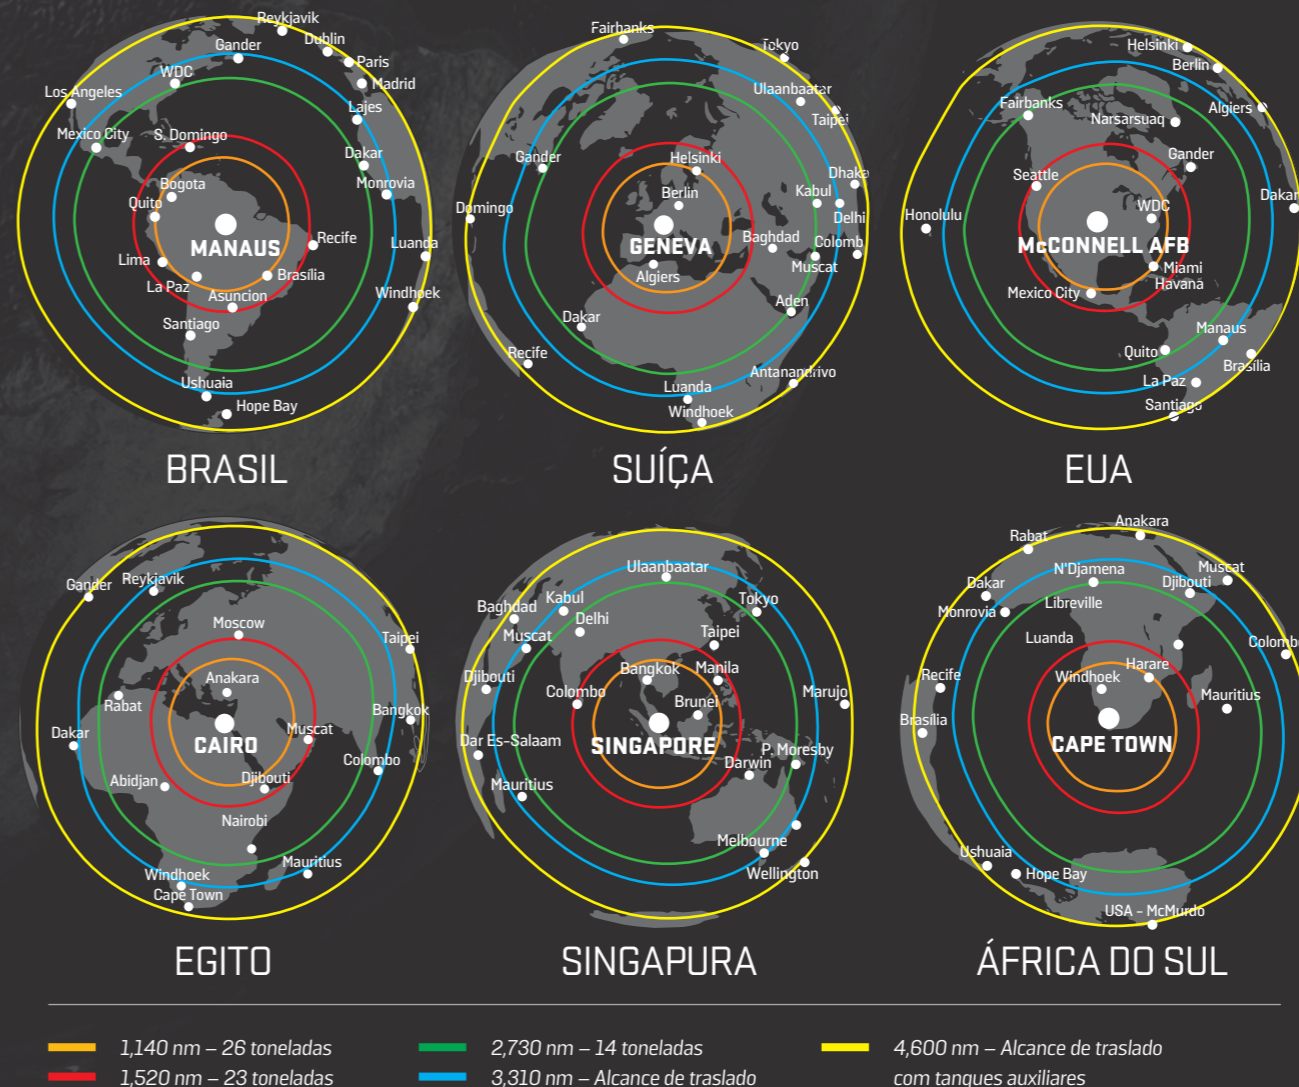 Reykjavik
Dublin
Gander
Paris
WDC
Madrid
Los Angeles
Lajes
Mexico City
S. Domingo
Dakar
Bogota
Monrovia
Quito
MANAUS
Recife
Luanda
Lima
Brasília
La Paz
Asuncion
Windhoek
Santiago
Ushuaia
Hope Bay
BRASIL
Fairbanks
Tokyo
Ulaanbaatar
Taipei
Gander
Helsinki
Dhaka
Berlin
Kabul
Domingo
Delhi
GENEVA
Baghdad
Colomb
Muscat
Algiers
Aden
Dakar
Recife
Antanandrivo
Luanda
Windhoek
SUÍÇA
Helsinki
Berlin
Fairbanks
Algiers
Narsarsuaq
Gander
Seattle
Dakar
WDC
Honolulu
McCONNELL AFB
Miami
Havana
Mexico City
Manaus
Quito
Brasília
La Paz
Santiago
EUA
Gander
Reykjavik
Moscow
Taipei
Anakara
Rabat
Bangkok
Dakar
Muscat
CAIRO
Colombo
Abidjan
Djibouti
Nairobi
Mauritius
Windhoek
Cape Town
EGITO
Ulaanbaatar
Kabul
Tokyo
Baghdad
Delhi
Muscat
Taipei
Bangkok
Manila
Djibouti
Colombo
Marujo
Brunei
Dar Es-Salaam
SINGAPORE
P. Moresby
Darwin
Mauritius
Melbourne
Wellington
SINGAPURA
Anakara
Rabat
N'Djamena
Muscat
Dakar
Djibouti
Monrovia
Libreville
Luanda
Colombo
Harare
Recife
Windhoek
Mauritius
Brasília
CAPE TOWN
Ushuaia
Hope Bay
USA - McMurdo
ÁFRICA DO SUL
1,140 nm – 26 toneladas
1,520 nm – 23 toneladas
2,730 nm – 14 toneladas
3,310 nm – Alcance de traslado
4,600 nm – Alcance de traslado
com tanques auxiliares